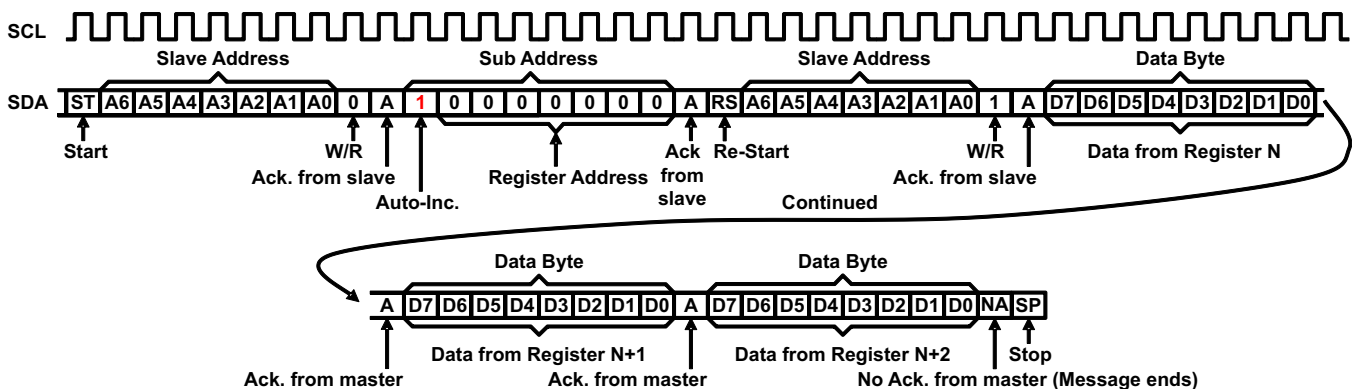 SCL
Slave Address Sub Address Slave Address Data Byte
SDA ST A6 A5 A4 A3 A2 A1 A0 0 A 1 0 0 0 0 0 0 0 A RS A6 A5 A4 A3 A2 A1 A0 1 A D7 D6 D5 D4 D3 D2 D1 D0
Start W/R Ack Re-Start W/R Data from Register N
Ack. from slave Register Address from Ack. from slave
Auto-Inc. slave Continued
Data Byte Data Byte
A D7 D6 D5 D4 D3 D2 D1 D0 A D7 D6 D5 D4 D3 D2 D1 D0 NA SP
Data from Register N+1 Data from Register N+2 Stop
Ack. from master Ack. from master No Ack. from master (Message ends)